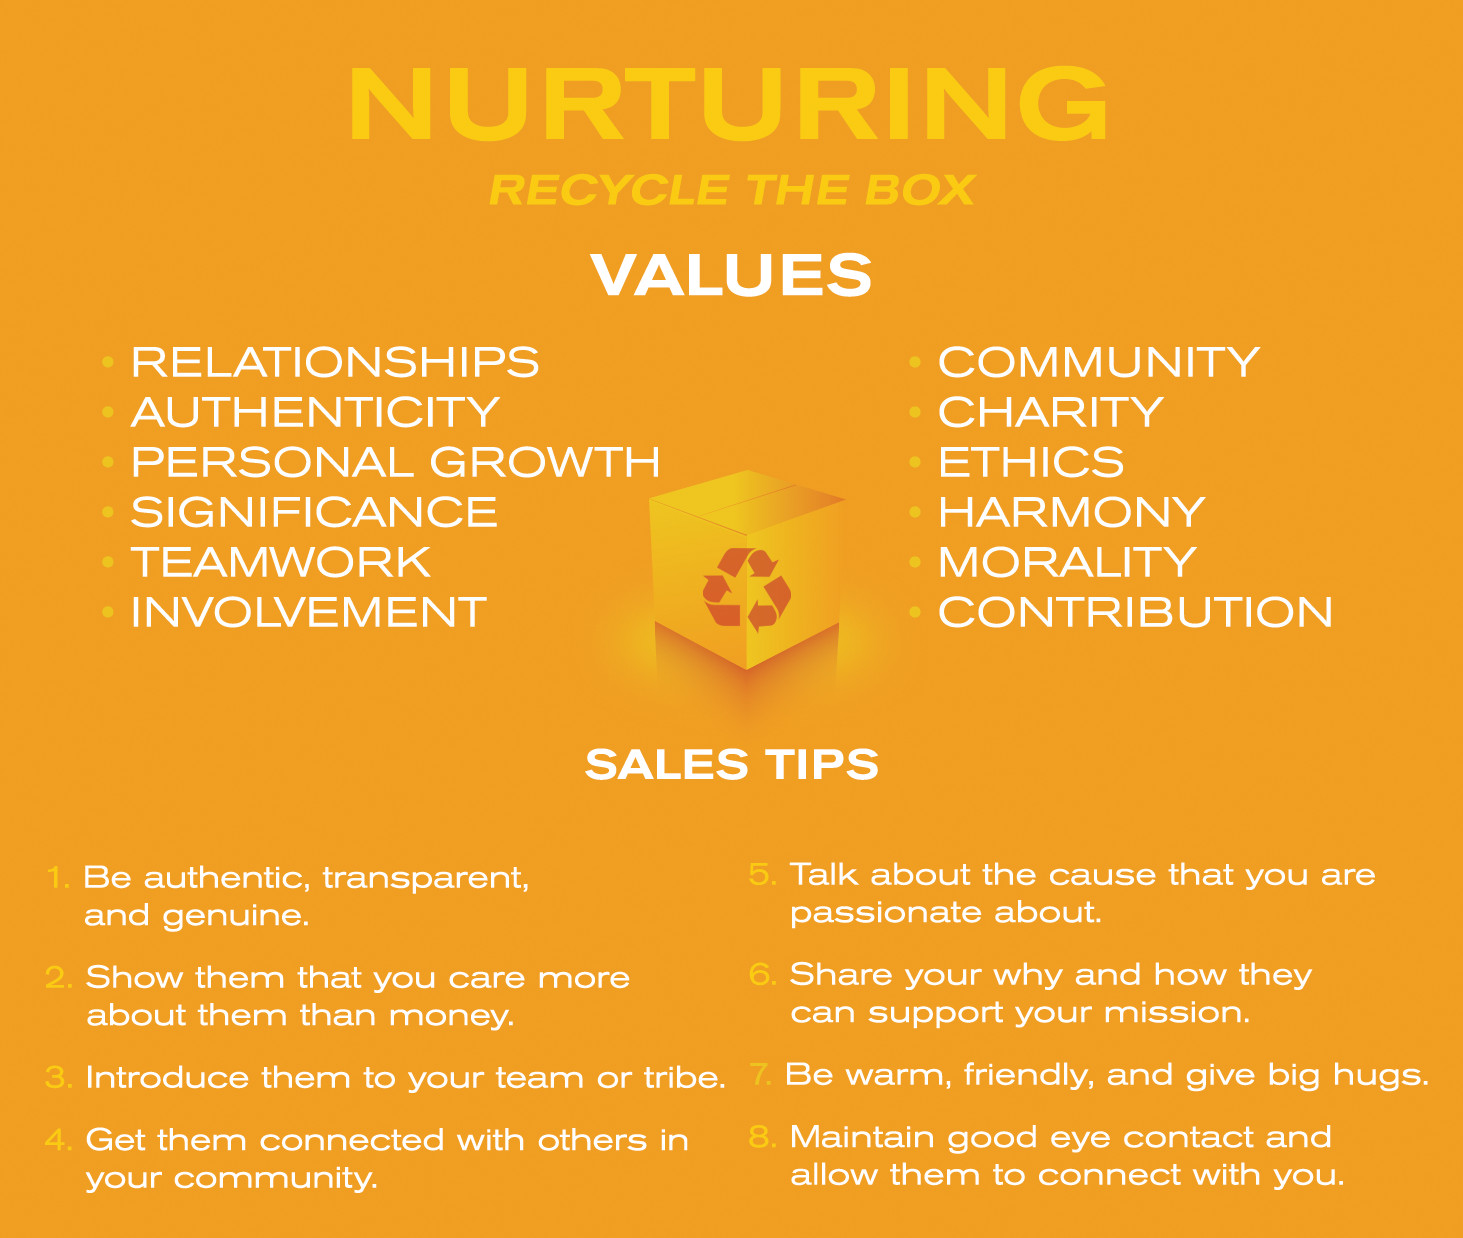 NURTURING
RECYCLE THE BOX
VALUES
• RELATIONSHIPS
• AUTHENTICITY
• PERSONAL GROWTH
• SIGNIFICANCE
• TEAMWORK
• INVOLVEMENT
• COMMUNITY
• CHARITY
• ETHICS
• HARMONY
• MORALITY
• CONTRIBUTION
SALES TIPS
1. Be authentic, transparent,
and genuine.
2. Show them that you care more
about them than money.
3. Introduce them to your team or tribe.
4. Get them connected with others in
your community.
5. Talk about the cause that you are
passionate about.
6. Share your why and how they
can support your mission.
7. Be warm, friendly, and give big hugs.
8. Maintain good eye contact and
allow them to connect with you.